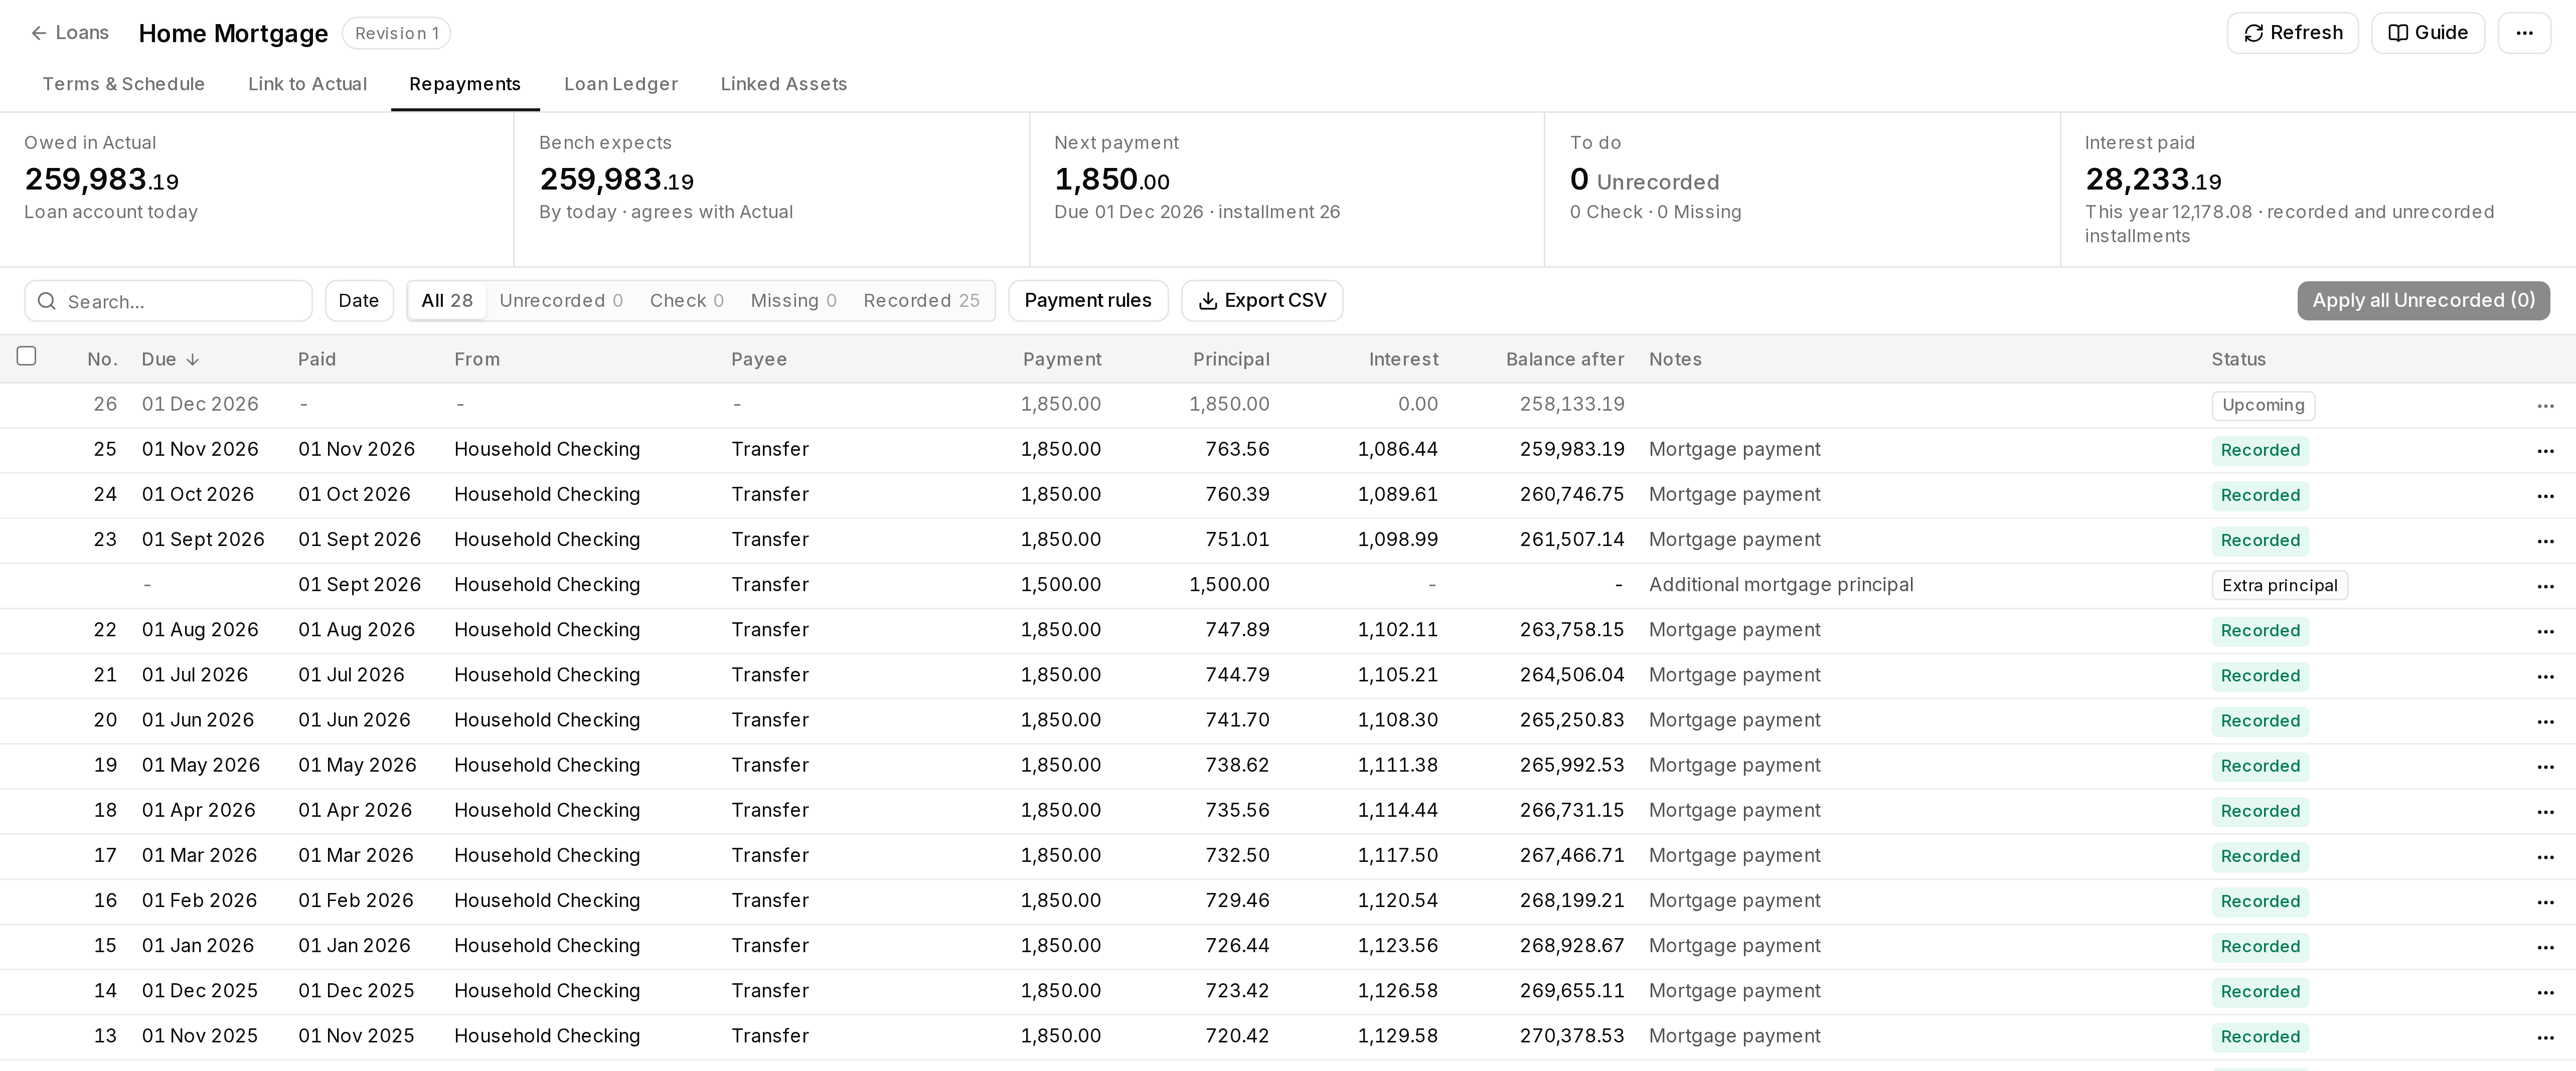 ← Loans Home Mortgage Revision 1 Refresh Guide ...
Terms & Schedule Link to Actual Repayments Loan Ledger Linked Assets
Owed in Actual
259,983.19
Loan account today
Bench expects
259,983.19
By today · agrees with Actual
Next payment
1,850.00
Due 01 Dec 2026 · installment 26
To do
0 Unrecorded
0 Check · 0 Missing
Interest paid
28,233.19
This year 12,178.08 · recorded and unrecorded
installments
Search... Date All 28 Unrecorded 0 Check 0 Missing 0 Recorded 25 Payment rules Export CSV Apply all Unrecorded (0)
No. Due ↓ Paid From Payee Payment Principal Interest Balance after Notes Status
26 01 Dec 2026 - - - 1,850.00 1,850.00 0.00 258,133.19 Upcoming ...
25 01 Nov 2026 01 Nov 2026 Household Checking Transfer 1,850.00 763.56 1,086.44 259,983.19 Mortgage payment Recorded ...
24 01 Oct 2026 01 Oct 2026 Household Checking Transfer 1,850.00 760.39 1,089.61 260,746.75 Mortgage payment Recorded ...
23 01 Sept 2026 01 Sept 2026 Household Checking Transfer 1,850.00 751.01 1,098.99 261,507.14 Mortgage payment Recorded ...
- 01 Sept 2026 Household Checking Transfer 1,500.00 1,500.00 - - Additional mortgage principal Extra principal ...
22 01 Aug 2026 01 Aug 2026 Household Checking Transfer 1,850.00 747.89 1,102.11 263,758.15 Mortgage payment Recorded ...
21 01 Jul 2026 01 Jul 2026 Household Checking Transfer 1,850.00 744.79 1,105.21 264,506.04 Mortgage payment Recorded ...
20 01 Jun 2026 01 Jun 2026 Household Checking Transfer 1,850.00 741.70 1,108.30 265,250.83 Mortgage payment Recorded ...
19 01 May 2026 01 May 2026 Household Checking Transfer 1,850.00 738.62 1,111.38 265,992.53 Mortgage payment Recorded ...
18 01 Apr 2026 01 Apr 2026 Household Checking Transfer 1,850.00 735.56 1,114.44 266,731.15 Mortgage payment Recorded ...
17 01 Mar 2026 01 Mar 2026 Household Checking Transfer 1,850.00 732.50 1,117.50 267,466.71 Mortgage payment Recorded ...
16 01 Feb 2026 01 Feb 2026 Household Checking Transfer 1,850.00 729.46 1,120.54 268,199.21 Mortgage payment Recorded ...
15 01 Jan 2026 01 Jan 2026 Household Checking Transfer 1,850.00 726.44 1,123.56 268,928.67 Mortgage payment Recorded ...
14 01 Dec 2025 01 Dec 2025 Household Checking Transfer 1,850.00 723.42 1,126.58 269,655.11 Mortgage payment Recorded ...
13 01 Nov 2025 01 Nov 2025 Household Checking Transfer 1,850.00 720.42 1,129.58 270,378.53 Mortgage payment Recorded ...